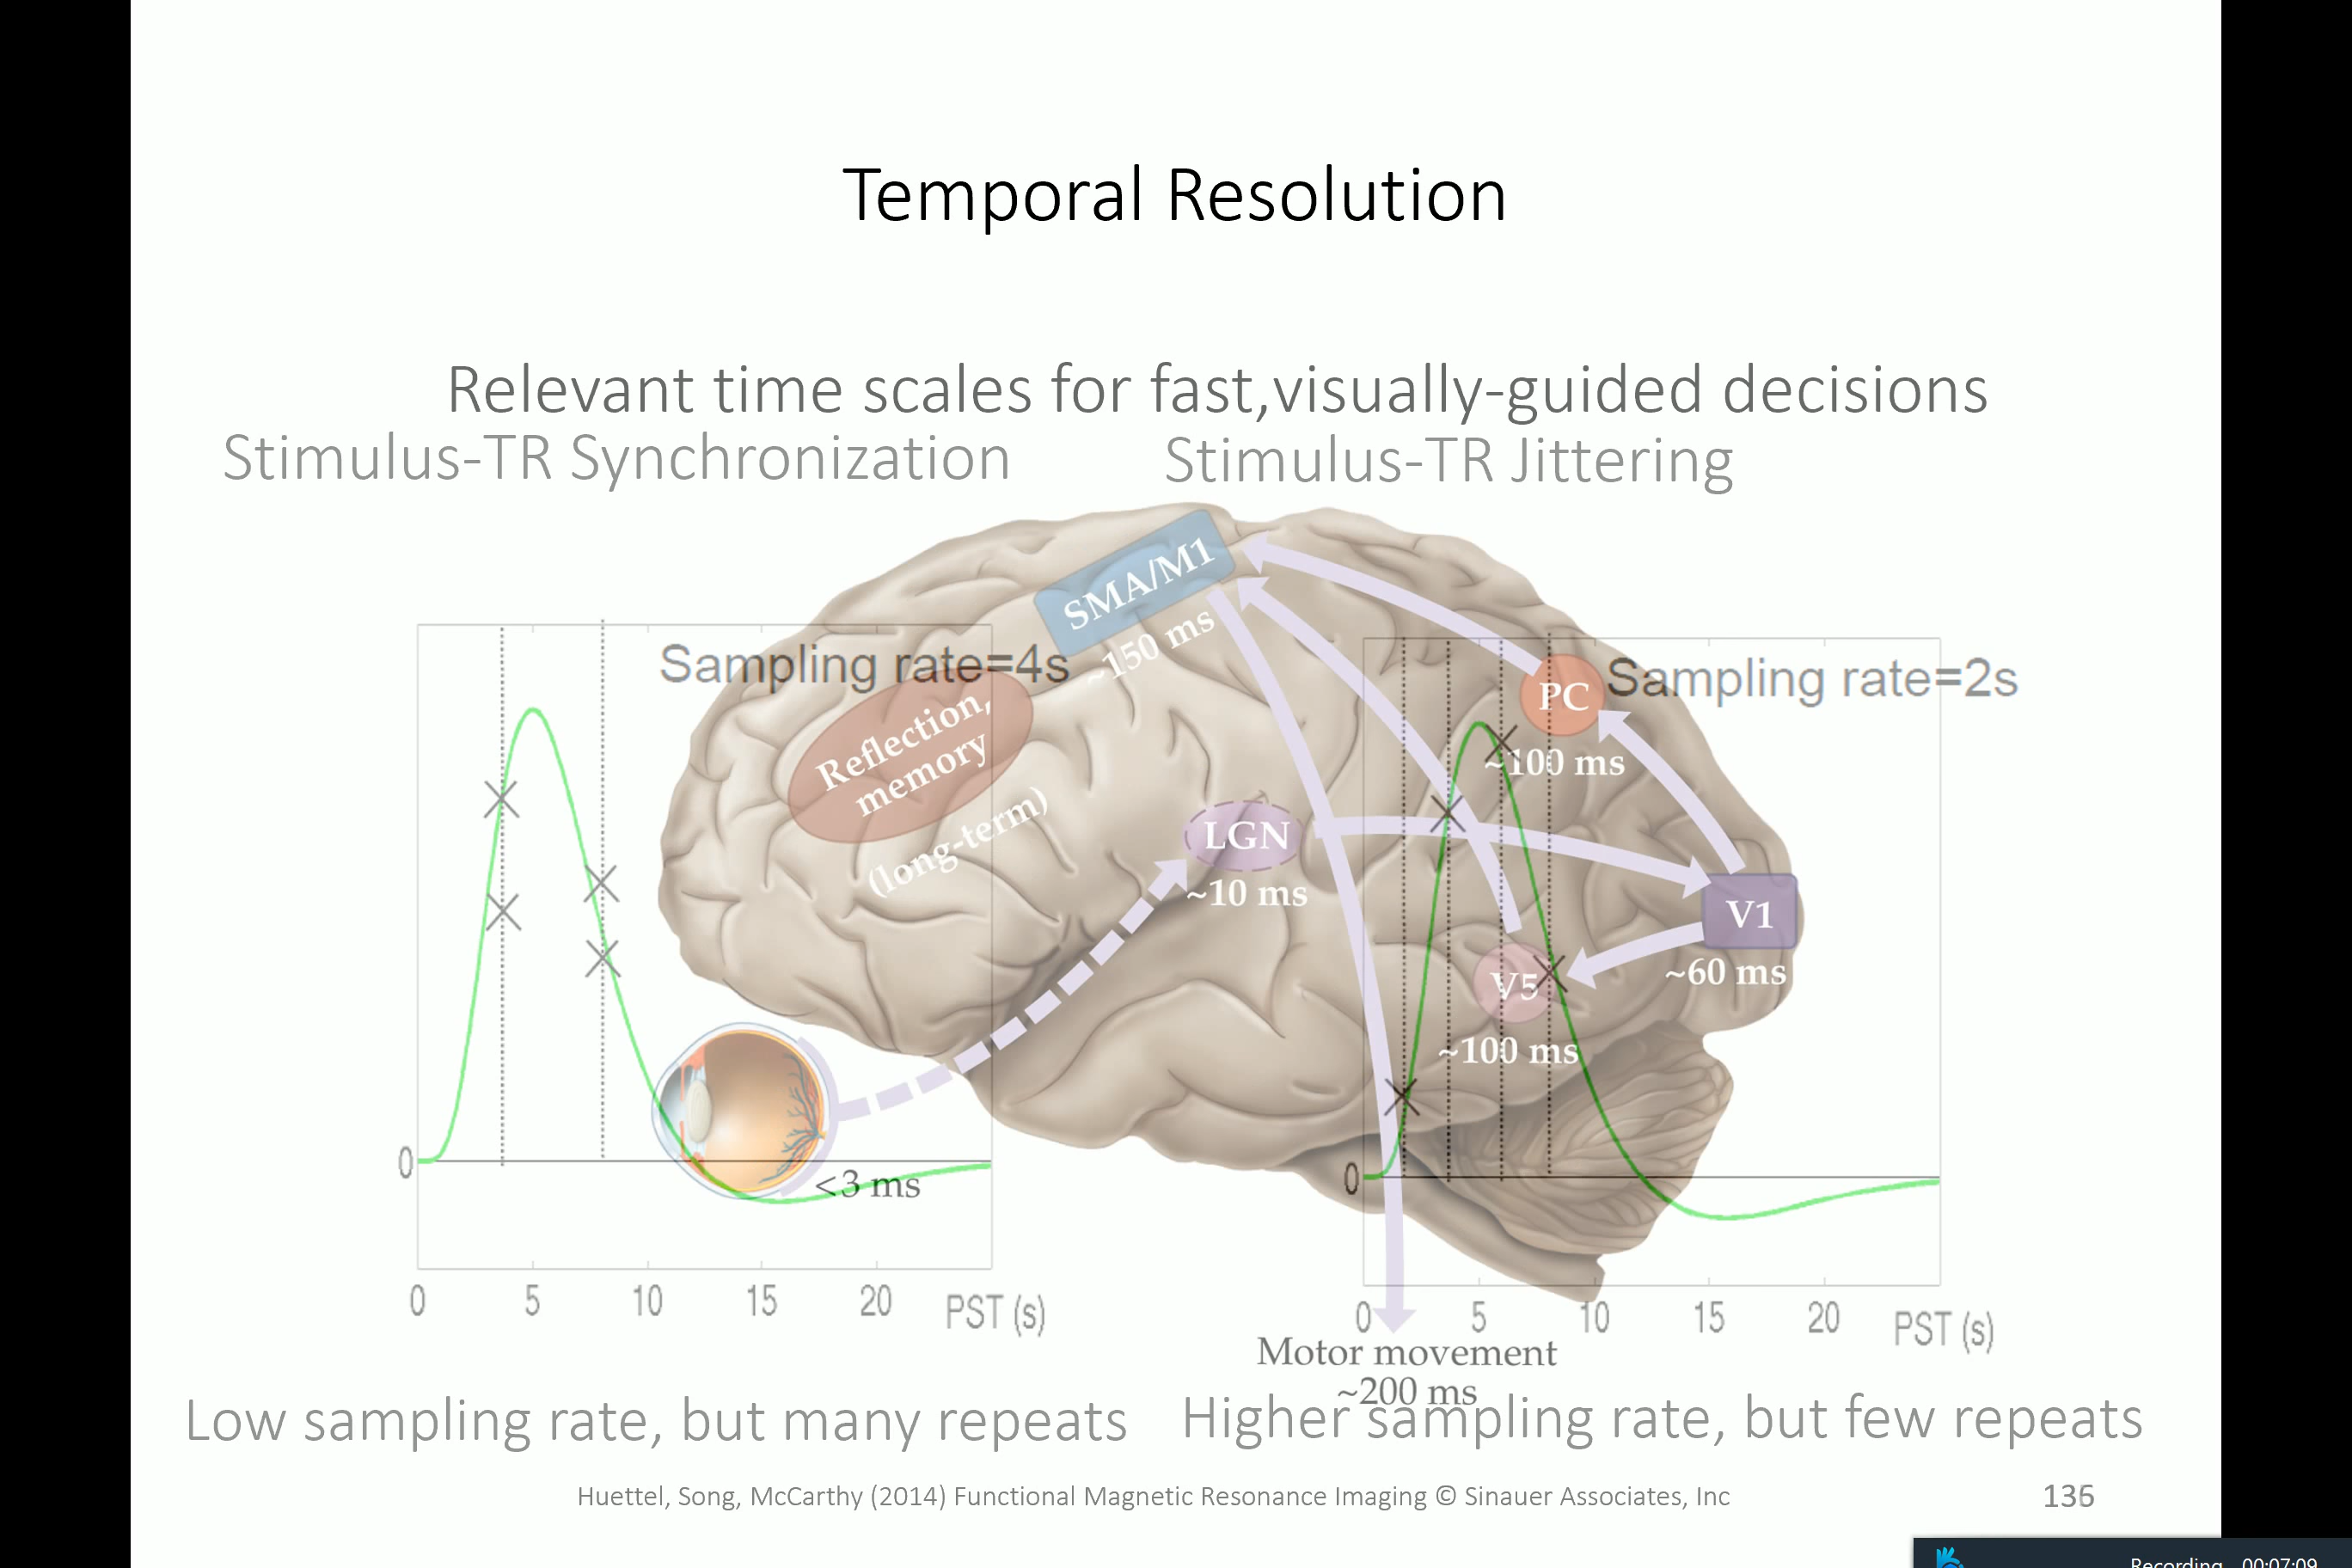 Temporal Resolution
Relevant time scales for fast,visually-guided decisions
Stimulus-TR Synchronization
Stimulus-TR Jittering
Sampling rate=4s
Sampling rate=2s
SMA/M1
~150 ms
Reflection,
memory
(long-term)
PC
~100 ms
LGN
~10 ms
V1
~60 ms
V5
~100 ms
<3 ms
0
0 5 10 15 20 PST (s)
0
0 5 10 15 20 PST (s)
Motor movement
~200 ms
Low sampling rate, but many repeats
Higher sampling rate, but few repeats
Huettel, Song, McCarthy (2014) Functional Magnetic Resonance Imaging © Sinauer Associates, Inc
Recording 00:07:09